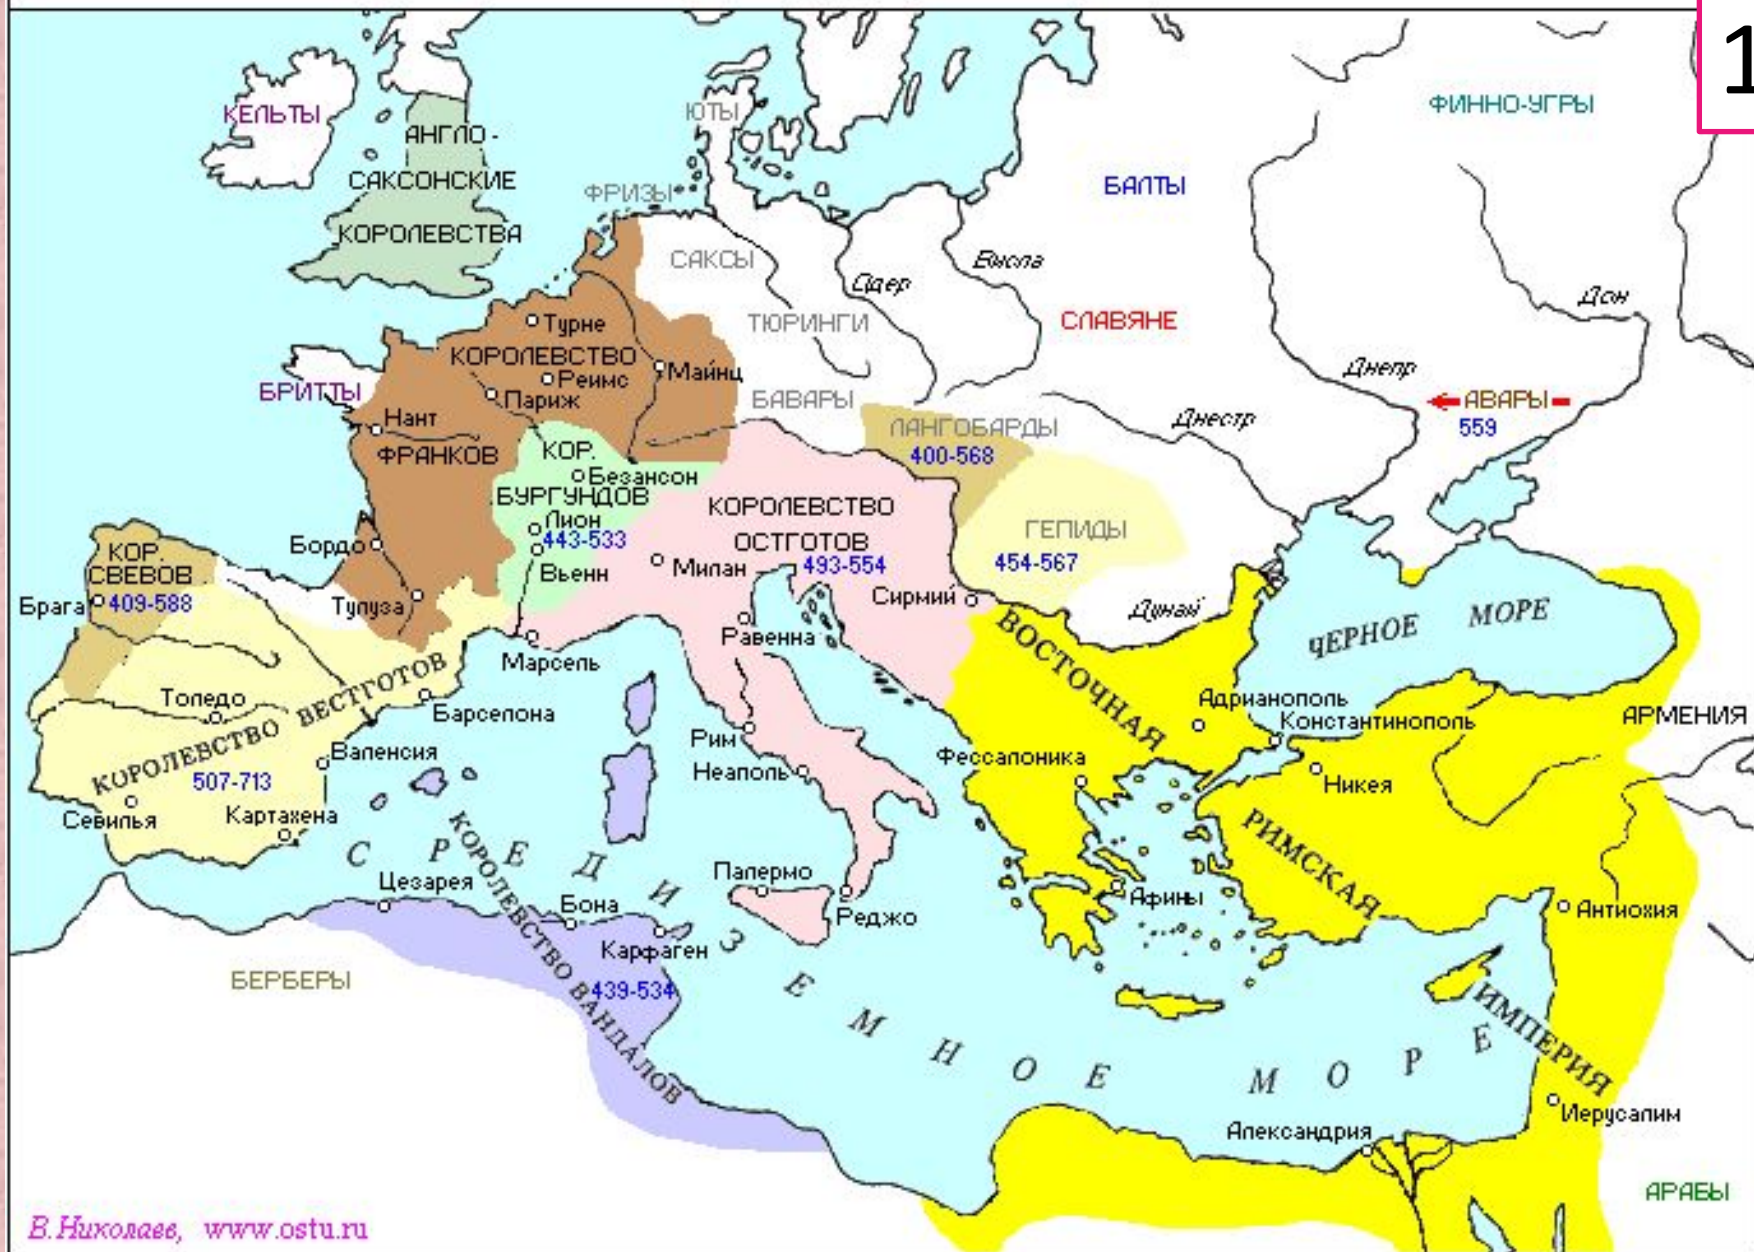 1
КЕЛЬТЫ
АНГЛО-
САКСОНСКИЕ
КОРОЛЕВСТВА
ЮТЫ
ФРИЗЫ
САКСЫ
ТЮРИНГИ
БАВАРЫ
ФИННО-УГРЫ
БАЛТЫ
СЛАВЯНЕ
Одер
Висла
Дон
Днепр
Днестр
АВАРЫ
559
БРИТТЫ
Турне
КОРОЛЕВСТВО
Реимс
Париж
Майнц
Нант
ФРАНКОВ
КОР.
Безансон
БУРГУНДОВ
Лион
443-533
Вьенн
ЛАНГОБАРДЫ
400-568
ГЕПИДЫ
454-567
КОРОЛЕВСТВО
ОСТГОТОВ
493-554
Милан
Сирмий
Равенна
Дунай
КОР.
СВЕВОВ
Брага
409-588
Бордо
Тулуза
Марсель
ЧЕРНОЕ МОРЕ
Толедо
КОРОЛЕВСТВО ВЕСТГОТОВ
507-713
Барселона
Валенсия
Севилья
Картахена
Рим
Неаполь
Палермо
Реджо
ВОСТОЧНАЯ
РИМСКАЯ
ИМПЕРИЯ
Адрианополь
Константинополь
Фессалоника
Никея
Афины
АРМЕНИЯ
Антиохия
СРЕДИЗЕМНОЕ МОРЕ
Цезарея
Бона
Карфаген
КОРОЛЕВСТВО ВАНДАЛОВ
439-534
БЕРБЕРЫ
Александрия
Иерусалим
АРАБЫ
В.Николаев, www.ostu.ru